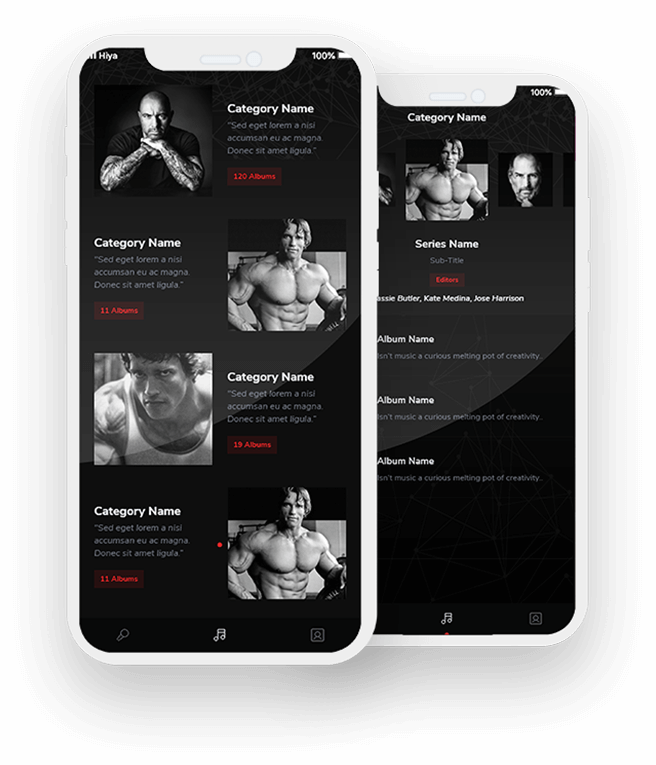 Hiya
100%
Category Name
"Sed eget lorem a nisi
accumsan eu ac magna.
Donec sit amet ligula."
120 Albums
Category Name
"Sed eget lorem a nisi
accumsan eu ac magna.
Donec sit amet ligula."
11 Albums
Category Name
"Sed eget lorem a nisi
accumsan eu ac magna.
Donec sit amet ligula."
19 Albums
Category Name
"Sed eget lorem a nisi
accumsan eu ac magna.
Donec sit amet ligula."
11 Albums
100%
Category Name
Series Name
Sub-Title
Editors
Butler, Kate Medina, Jose Harrison
Album Name
Isn't music a curious melting pot of creativity..
Album Name
Isn't music a curious melting pot of creativity..
Album Name
Isn't music a curious melting pot of creativity..